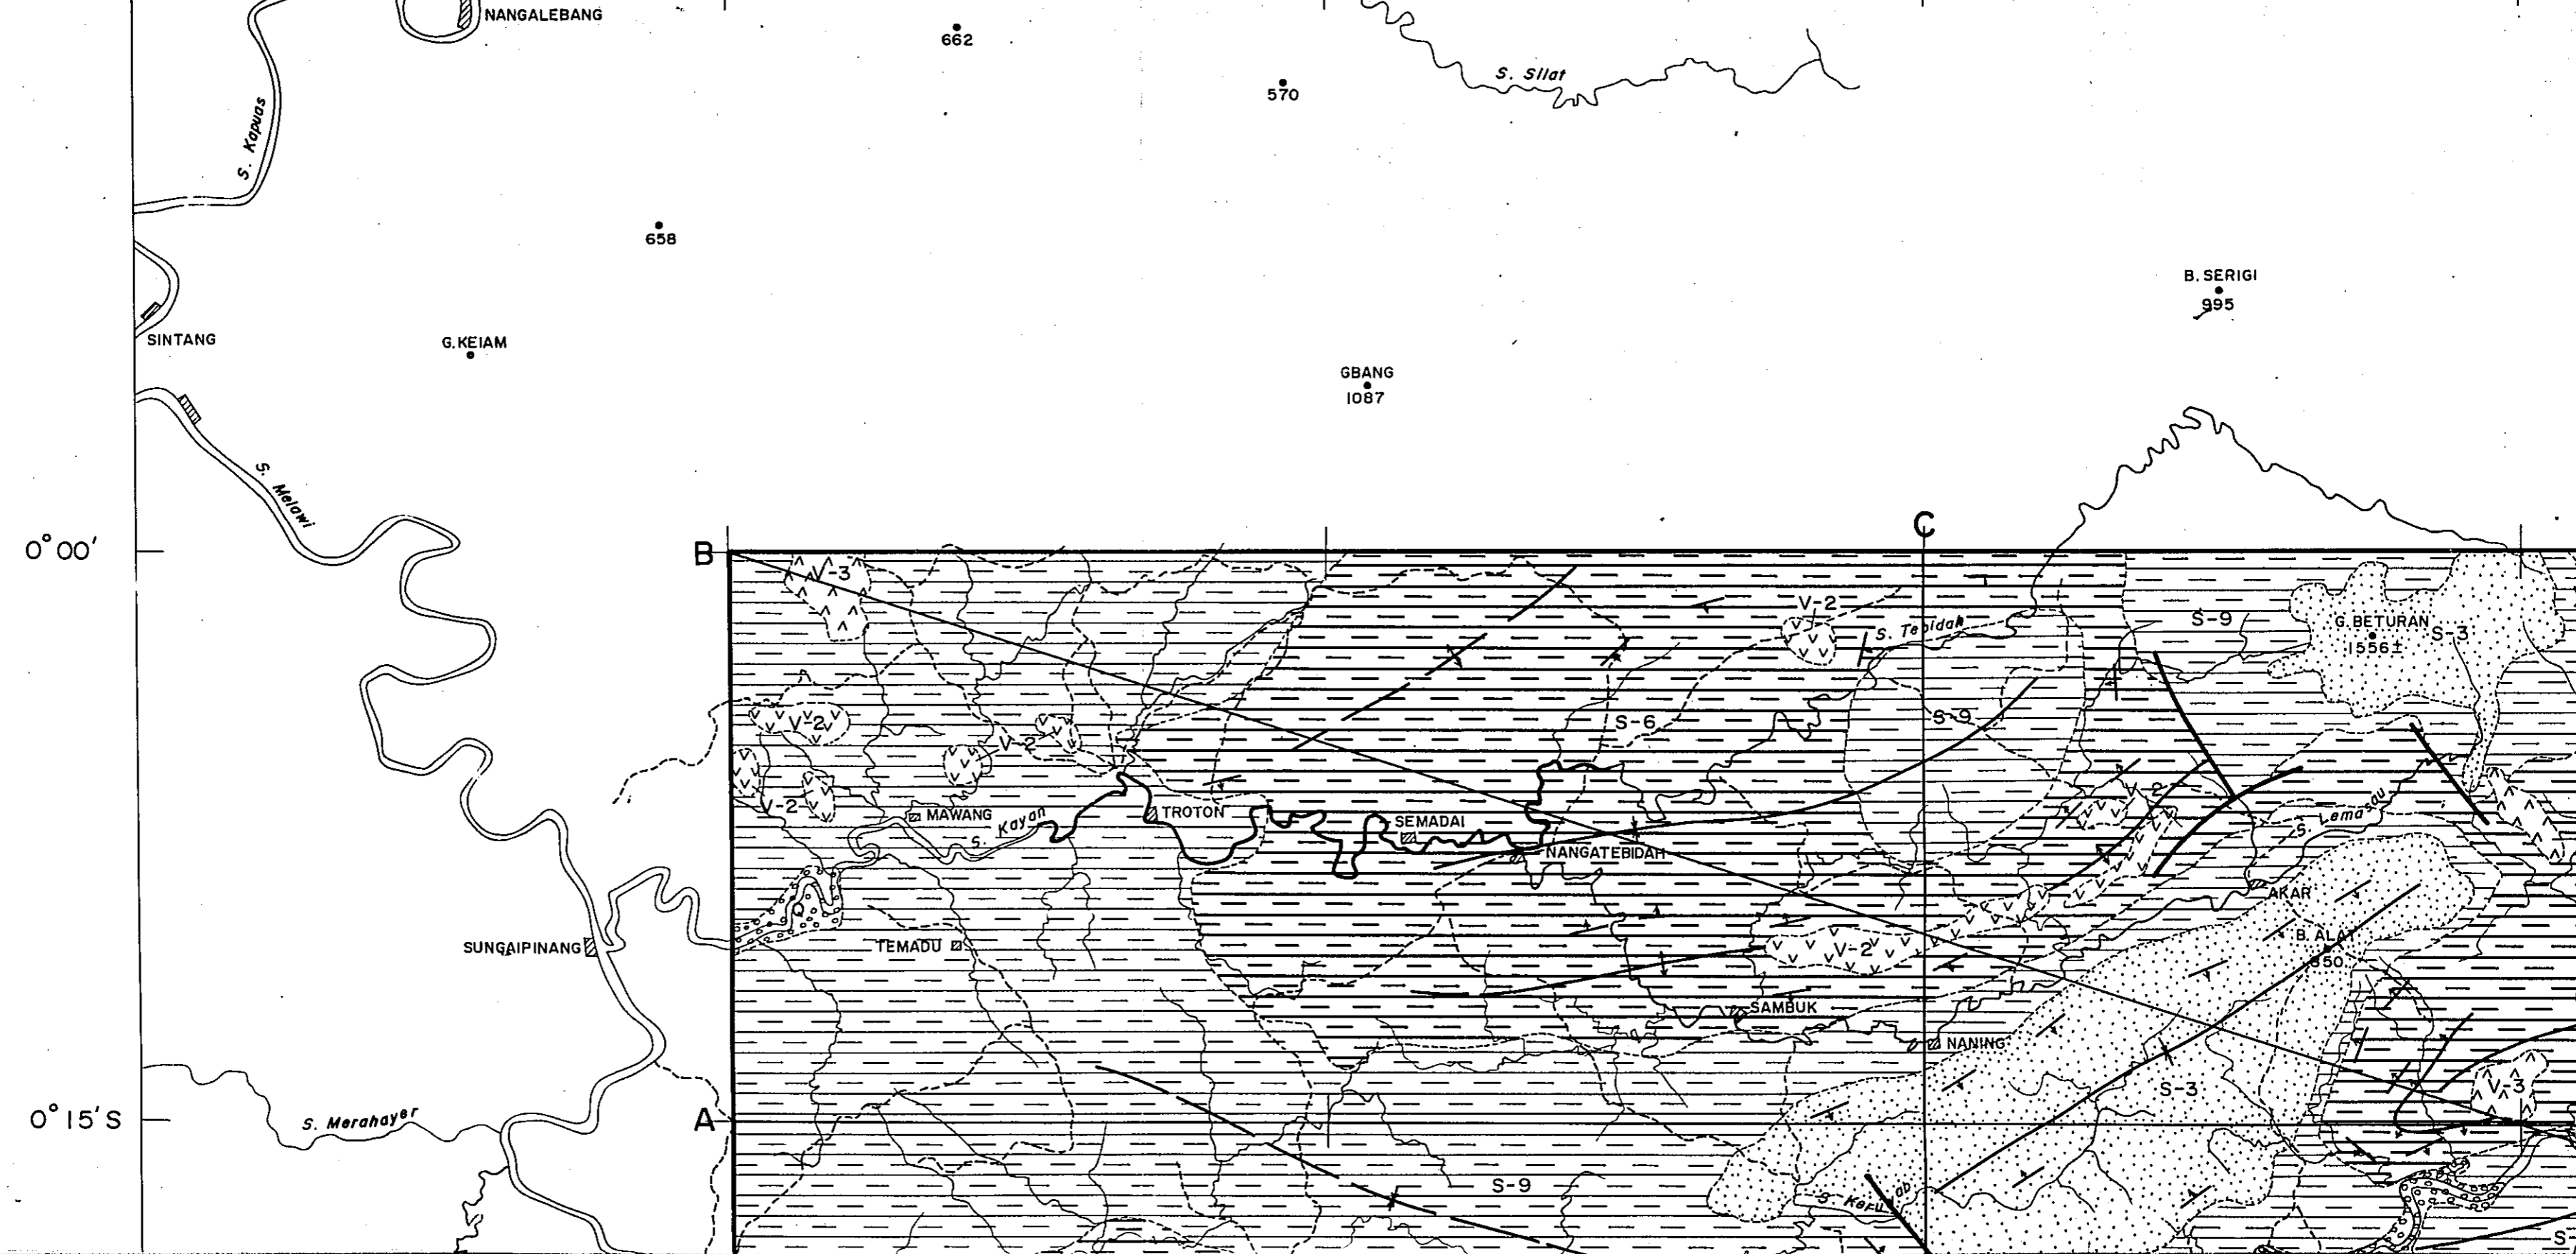 NANGALEBANG
662
S. Silat
570
S. Kapuas
658
B. SERIGI
995
SINTANG
G. KEIAM
GBANG
1087
S. Melawi
C
0°00'
B
V-3
V-2
S. Tebidah
S-9
G. BETURAN
S-3
1556±
V-2
S-6
S-9
V-2
V-2
V-2
MAWANG
S. Kayan
TROTON
SEMADAI
S. Lemasau
NANGATEBIDAH
AKAR
Q
SUNGAIPINANG
TEMADU
V-2
B. ALAT
850
SAMBUK
NANING
S-3
V-3
0°15'S
S. Merahayer
A
S-9
S. Keruab
S